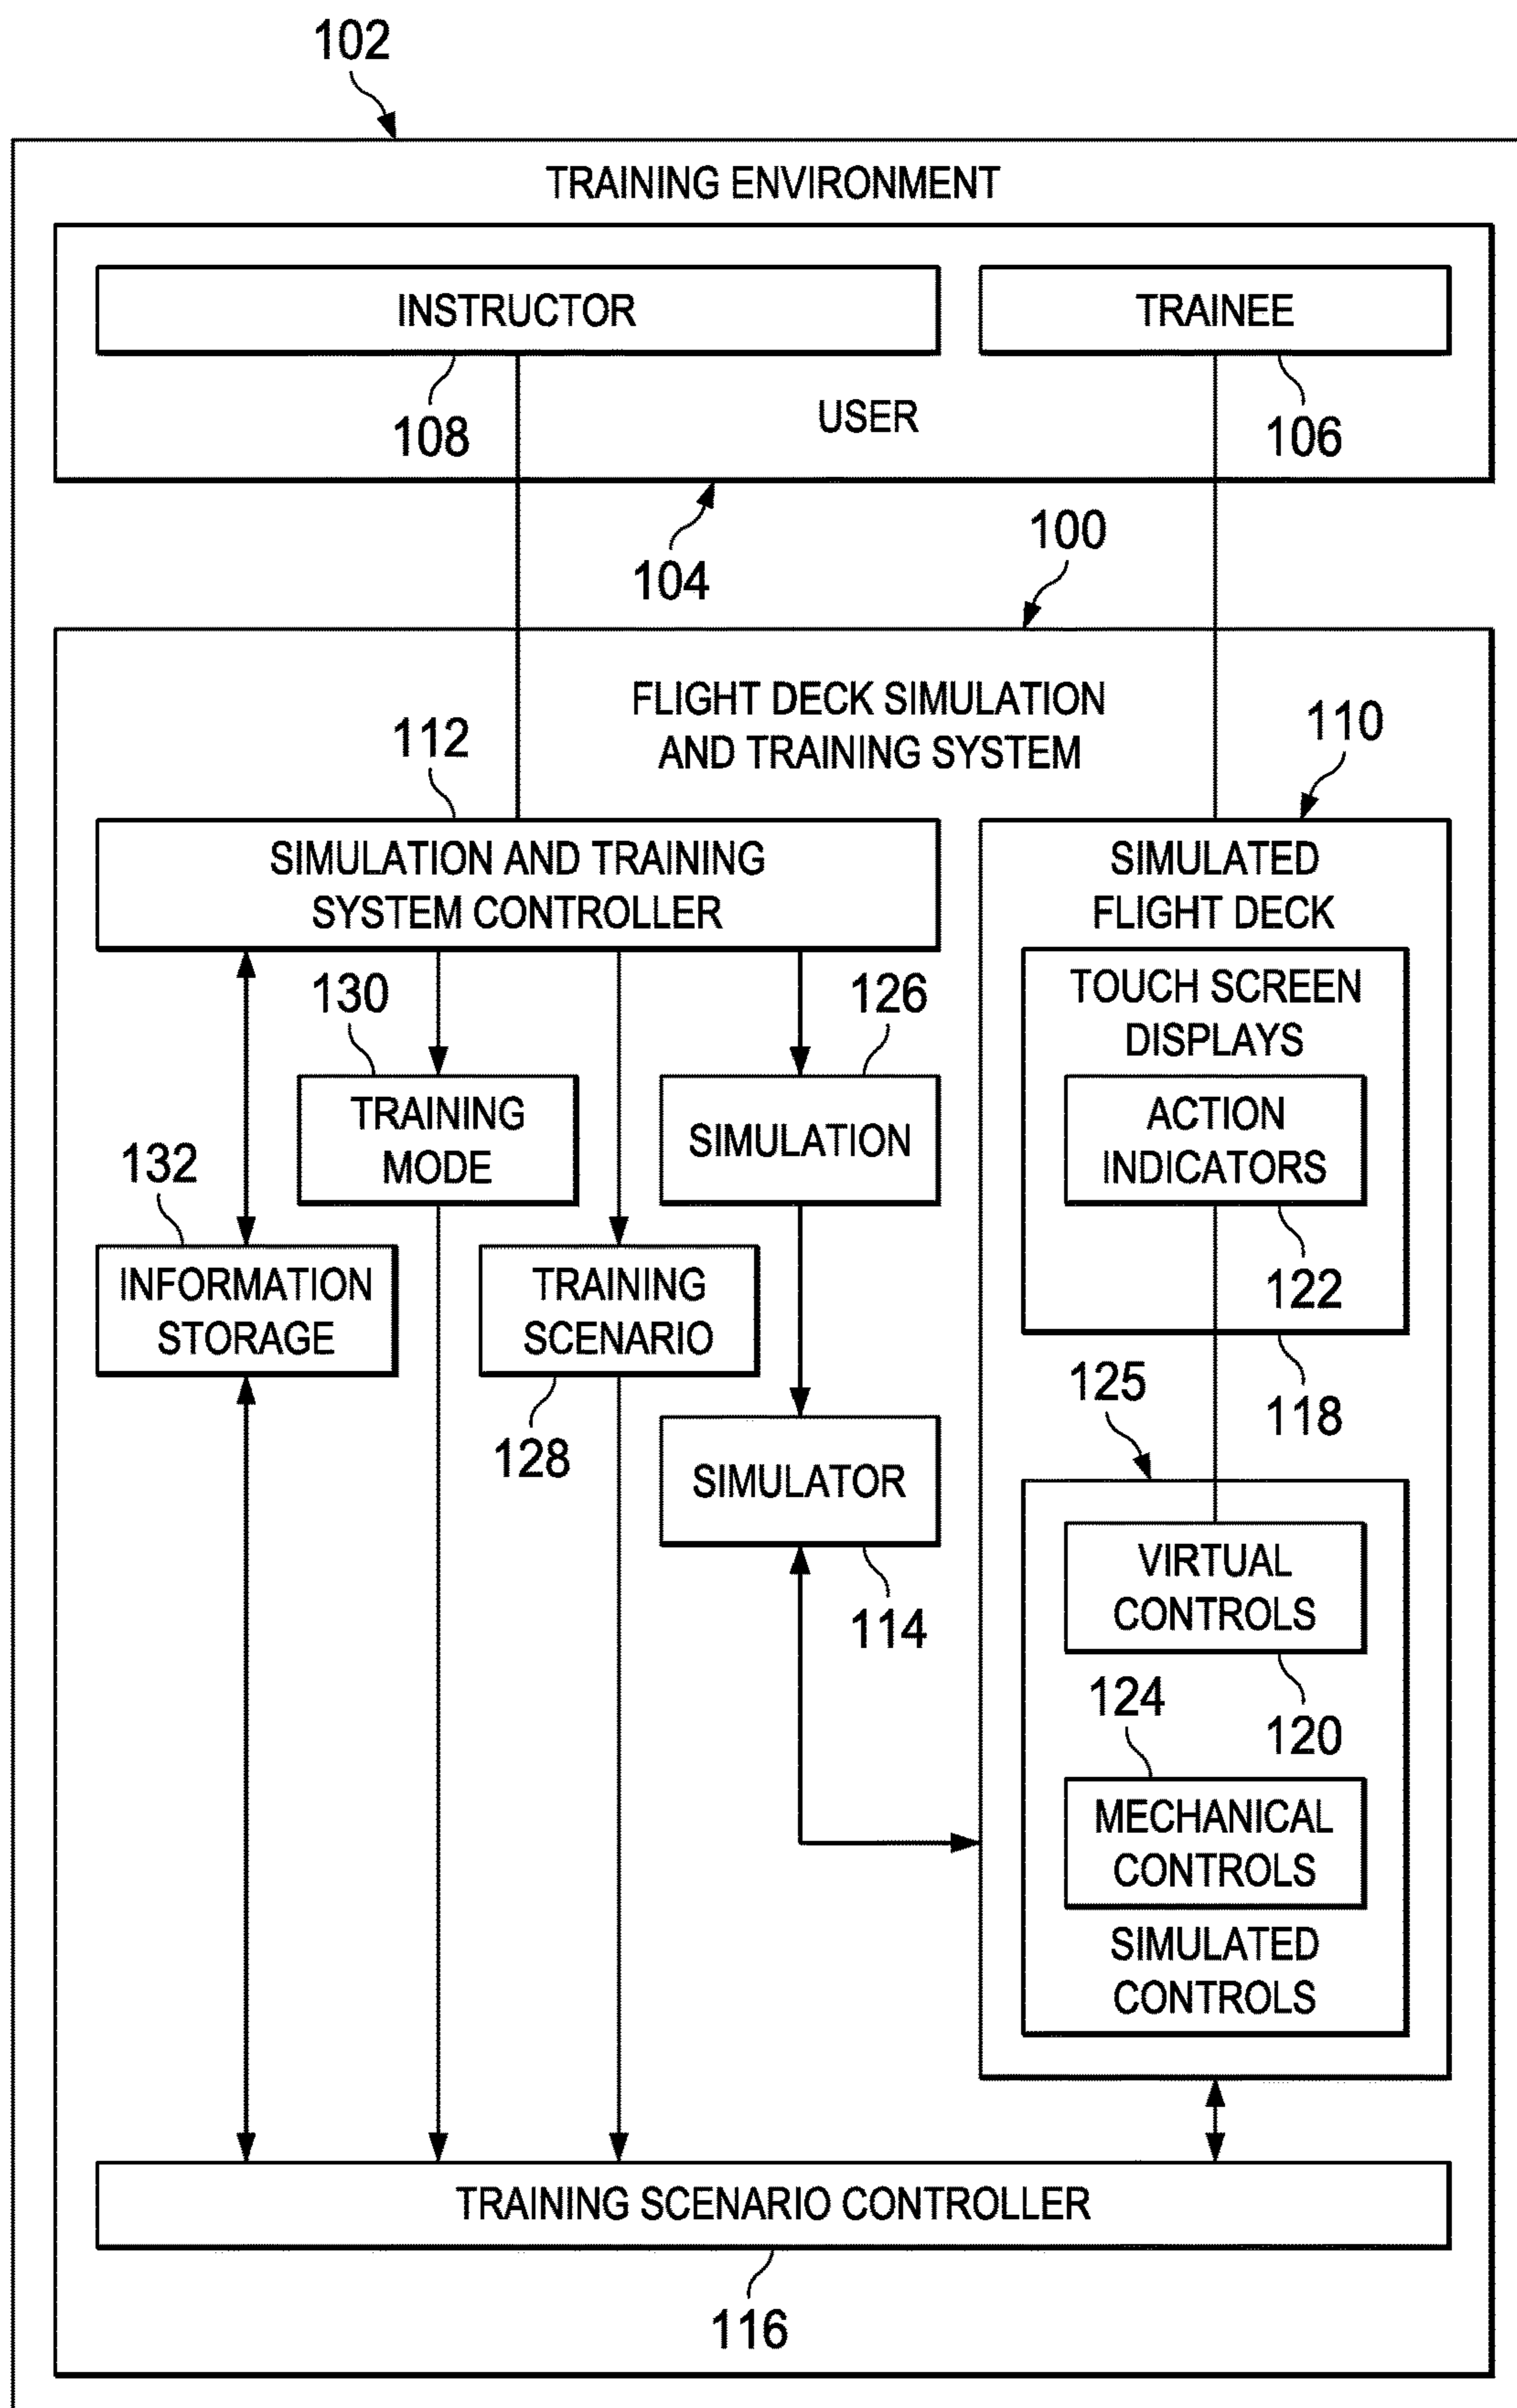 102
TRAINING ENVIRONMENT
INSTRUCTOR
TRAINEE
108
USER
106
104
100
FLIGHT DECK SIMULATION
AND TRAINING SYSTEM
112
110
SIMULATION AND TRAINING
SYSTEM CONTROLLER
SIMULATED
FLIGHT DECK
130
126
TOUCH SCREEN
DISPLAYS
TRAINING
MODE
SIMULATION
ACTION
INDICATORS
132
INFORMATION
STORAGE
TRAINING
SCENARIO
122
128
125
118
SIMULATOR
114
VIRTUAL
CONTROLS
124
120
MECHANICAL
CONTROLS
SIMULATED
CONTROLS
TRAINING SCENARIO CONTROLLER
116